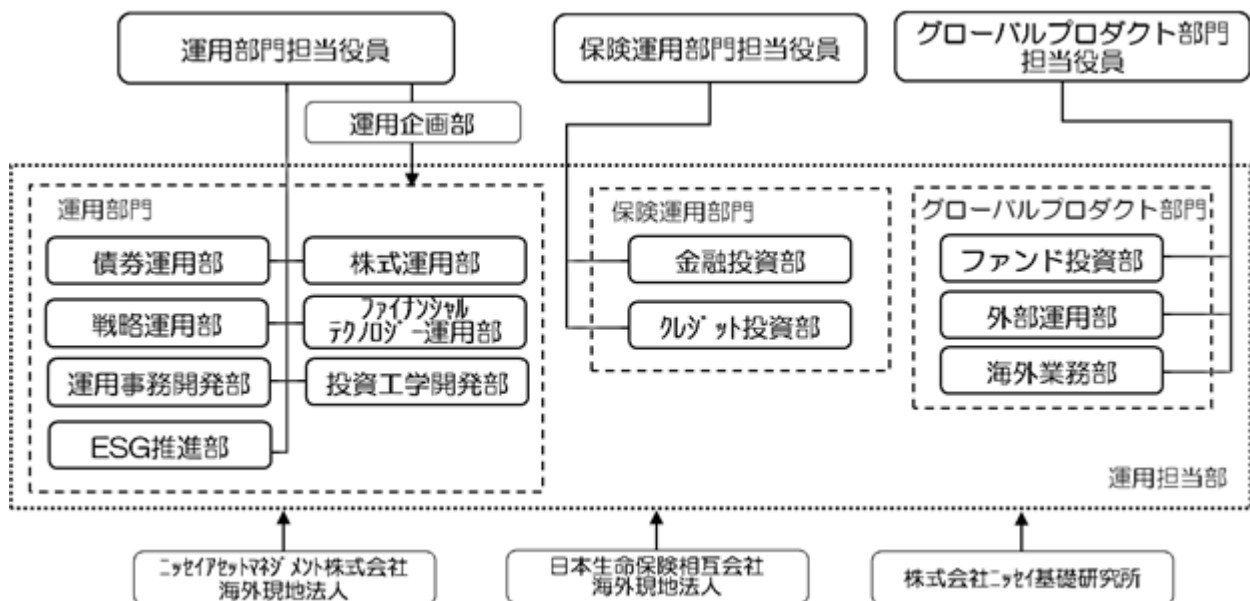 運用部門担当役員
保険運用部門担当役員
グローバルプロダクト部門
担当役員
運用企画部
運用部門
債券運用部
株式運用部
戦略運用部
ファイナンシャル
テクノロジー運用部
運用事務開発部
投資工学開発部
ESG推進部
保険運用部門
金融投資部
クレジット投資部
グローバルプロダクト部門
ファンド投資部
外部運用部
海外業務部
運用担当部
ニッセイアセットマネジメント株式会社
海外現地法人
日本生命保険相互会社
海外現地法人
株式会社ニッセイ基礎研究所